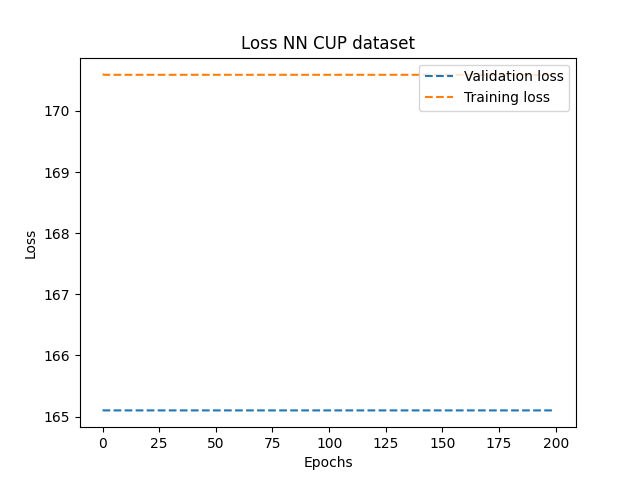 Loss NN CUP dataset
Validation loss
Training loss
170
169
168
167
166
165
Loss
0 25 50 75 100 125 150 175 200
Epochs